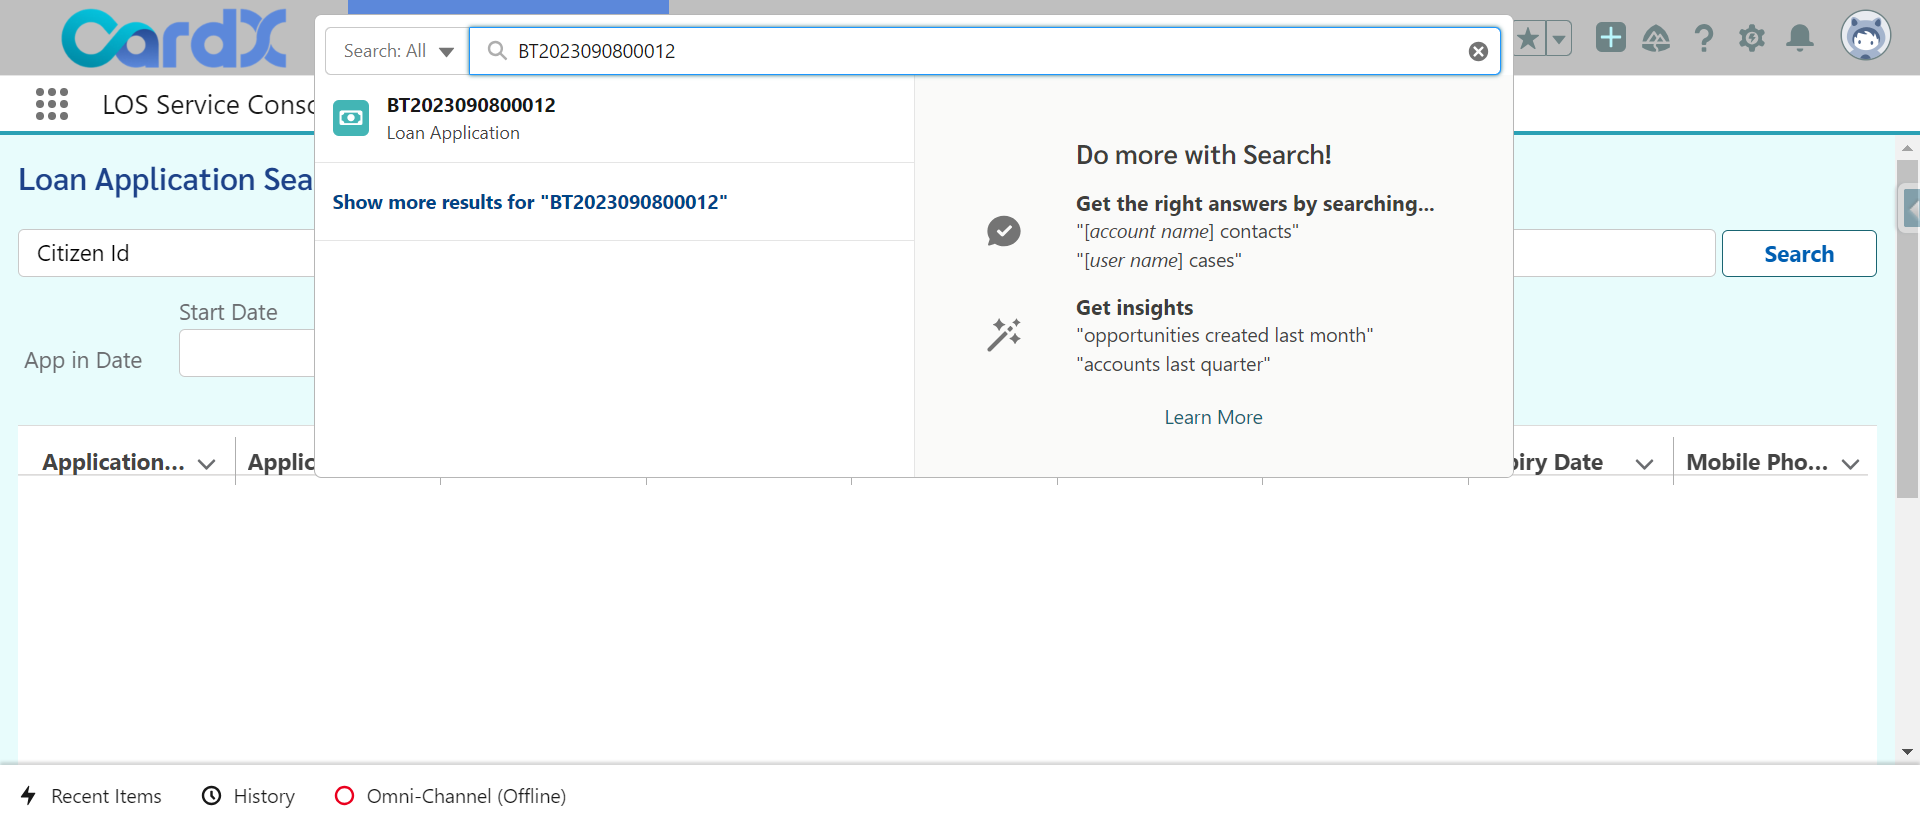 CardX
Search: All
BT2023090800012
BT2023090800012
Loan Application
Show more results for "BT2023090800012"
Do more with Search!
Get the right answers by searching...
"[account name] contacts"
"[user name] cases"
Get insights
"opportunities created last month"
"accounts last quarter"
Learn More
LOS Service Conso
Loan Application Sea
Citizen Id
Search
Start Date
App in Date
Application...
Applic
iry Date
Mobile Pho...
Recent Items
History
Omni-Channel (Offline)